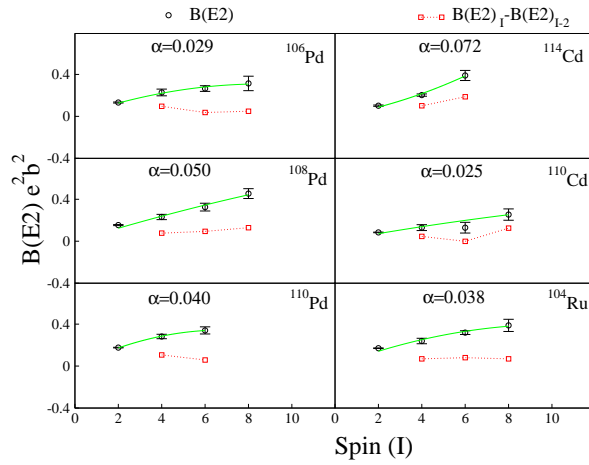 B(E2) B(E2)_I-B(E2)_{I-2}
α=0.029 ¹⁰⁶Pd α=0.072 ¹¹⁴Cd
0.4
0
-0.4
α=0.050 ¹⁰⁸Pd α=0.025 ¹¹⁰Cd
0.4
0
-0.4
α=0.040 ¹¹⁰Pd α=0.038 ¹⁰⁴Ru
0.4
0
-0.4
0 2 4 6 8 10 0 2 4 6 8 10
B(E2) e²b²
Spin (I)